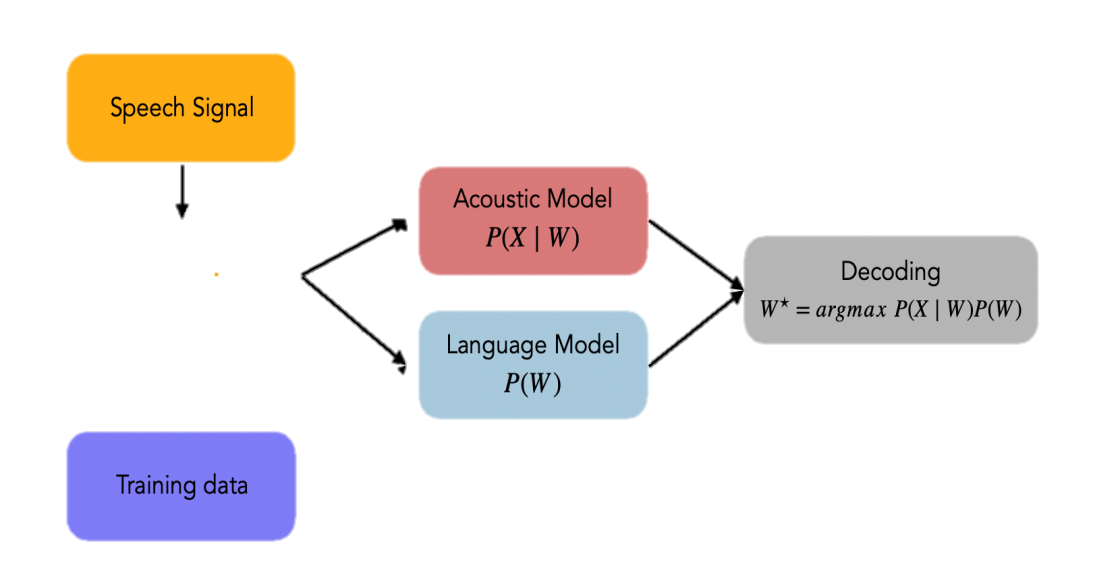 Speech Signal
Acoustic Model
P(X | W)
Language Model
P(W)
Decoding
W* = argmax P(X | W)P(W)
Training data